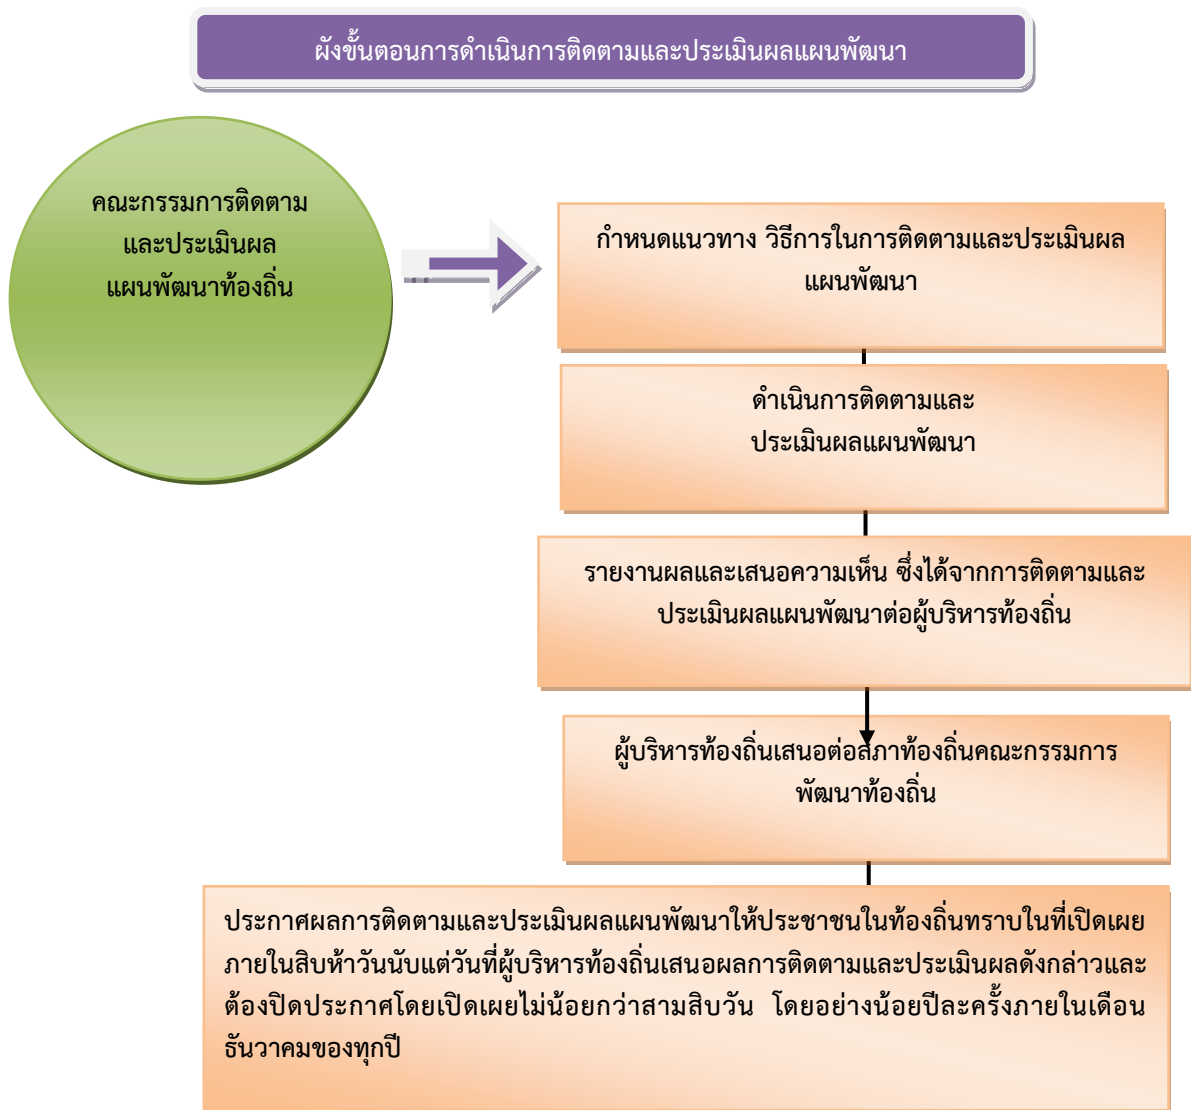 ผังขั้นตอนการดำเนินการติดตามและประเมินผลแผนพัฒนา
คณะกรรมการติดตาม
และประเมินผล
แผนพัฒนาท้องถิ่น
กำหนดแนวทาง วิธีการในการติดตามและประเมินผล
แผนพัฒนา
ดำเนินการติดตามและ
ประเมินผลแผนพัฒนา
รายงานผลและเสนอความเห็น ซึ่งได้จากการติดตามและ
ประเมินผลแผนพัฒนาต่อผู้บริหารท้องถิ่น
ผู้บริหารท้องถิ่นเสนอต่อสภาท้องถิ่นคณะกรรมการ
พัฒนาท้องถิ่น
ประกาศผลการติดตามและประเมินผลแผนพัฒนาให้ประชาชนในท้องถิ่นทราบในที่เปิดเผย
ภายในสิบห้าวันนับแต่วันที่ผู้บริหารท้องถิ่นเสนอผลการติดตามและประเมินผลดังกล่าวและ
ต้องปิดประกาศโดยเปิดเผยไม่น้อยกว่าสามสิบวัน โดยอย่างน้อยปีละครั้งภายในเดือน
ธันวาคมของทุกปี